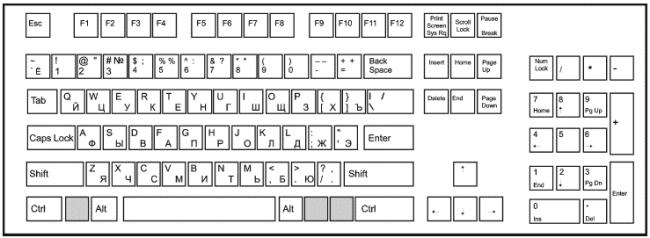 Esc F1 F2 F3 F4 F5 F6 F7 F8 F9 F10 F11 F12 Print Screen Sys Rq Scroll Lock Pause - Break
~ ` Ё ! 1 @ " 2 # № 3 $ ; 4 % % 5 ^ : 6 & ? 7 * * 8 ( 9 ) 0 -- - + + = Back Space Insert Home Page Up Num Lock / * -
Tab Q Й W Ц E У R К T Е Y Н U Г I Ш O Щ P З { [ Х } ] Ъ I / \ Delete End Page Down 7 Home 8 ↑ 9 Pg Up +
Caps Lock A Ф S Ы D В F А G П H Р J О K Л L Д : ; Ж " ' Э Enter 4 ← 5 6 →
Shift Z Я X Ч C С V М B И N Т M Ь < , Б > . Ю ? , / . Shift ↑ 1 End 2 ↓ 3 Pg Dn Enter
Ctrl Alt Alt Ctrl ← ↓ → 0 Ins . Del